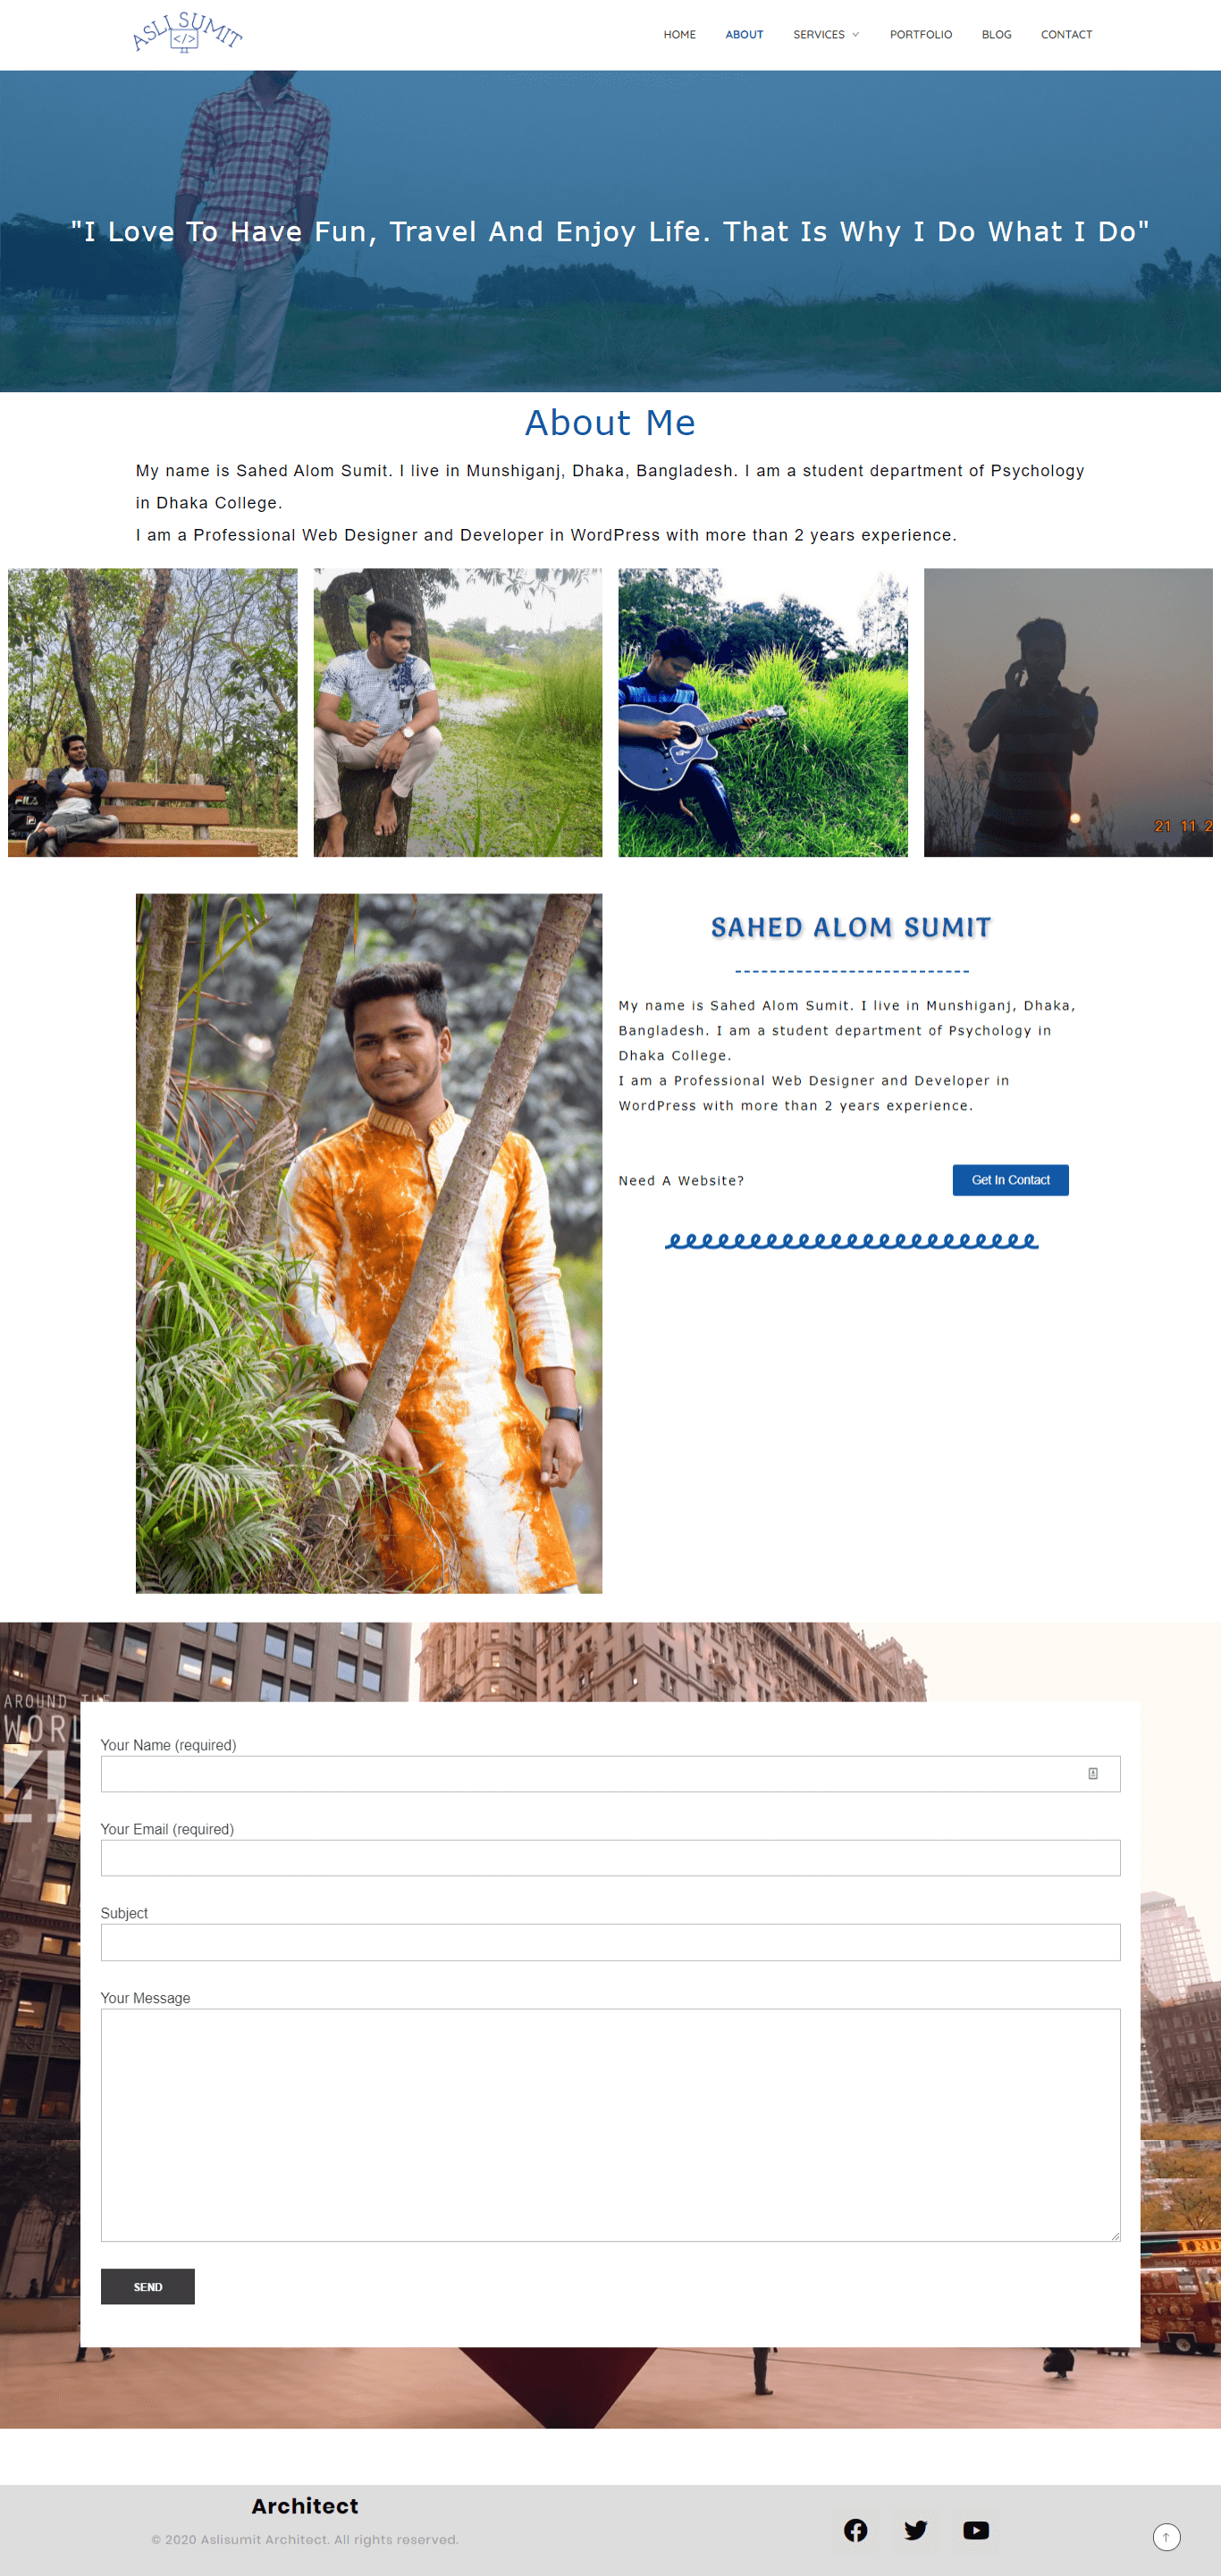 ASLI SUMIT
</>
HOME ABOUT SERVICES PORTFOLIO BLOG CONTACT
"I Love To Have Fun, Travel And Enjoy Life. That Is Why I Do What I Do"
About Me
My name is Sahed Alom Sumit. I live in Munshiganj, Dhaka, Bangladesh. I am a student department of Psychology
in Dhaka College.
I am a Professional Web Designer and Developer in WordPress with more than 2 years experience.
FILA
21 11 2
SAHED ALOM SUMIT
My name is Sahed Alom Sumit. I live in Munshiganj, Dhaka,
Bangladesh. I am a student department of Psychology in
Dhaka College.
I am a Professional Web Designer and Developer in
WordPress with more than 2 years experience.
Need A Website?
Get In Contact
AROUND THE
WORL
Your Name (required)
Your Email (required)
Subject
Your Message
SEND
Architect
© 2020 Aslisumit Architect. All rights reserved.